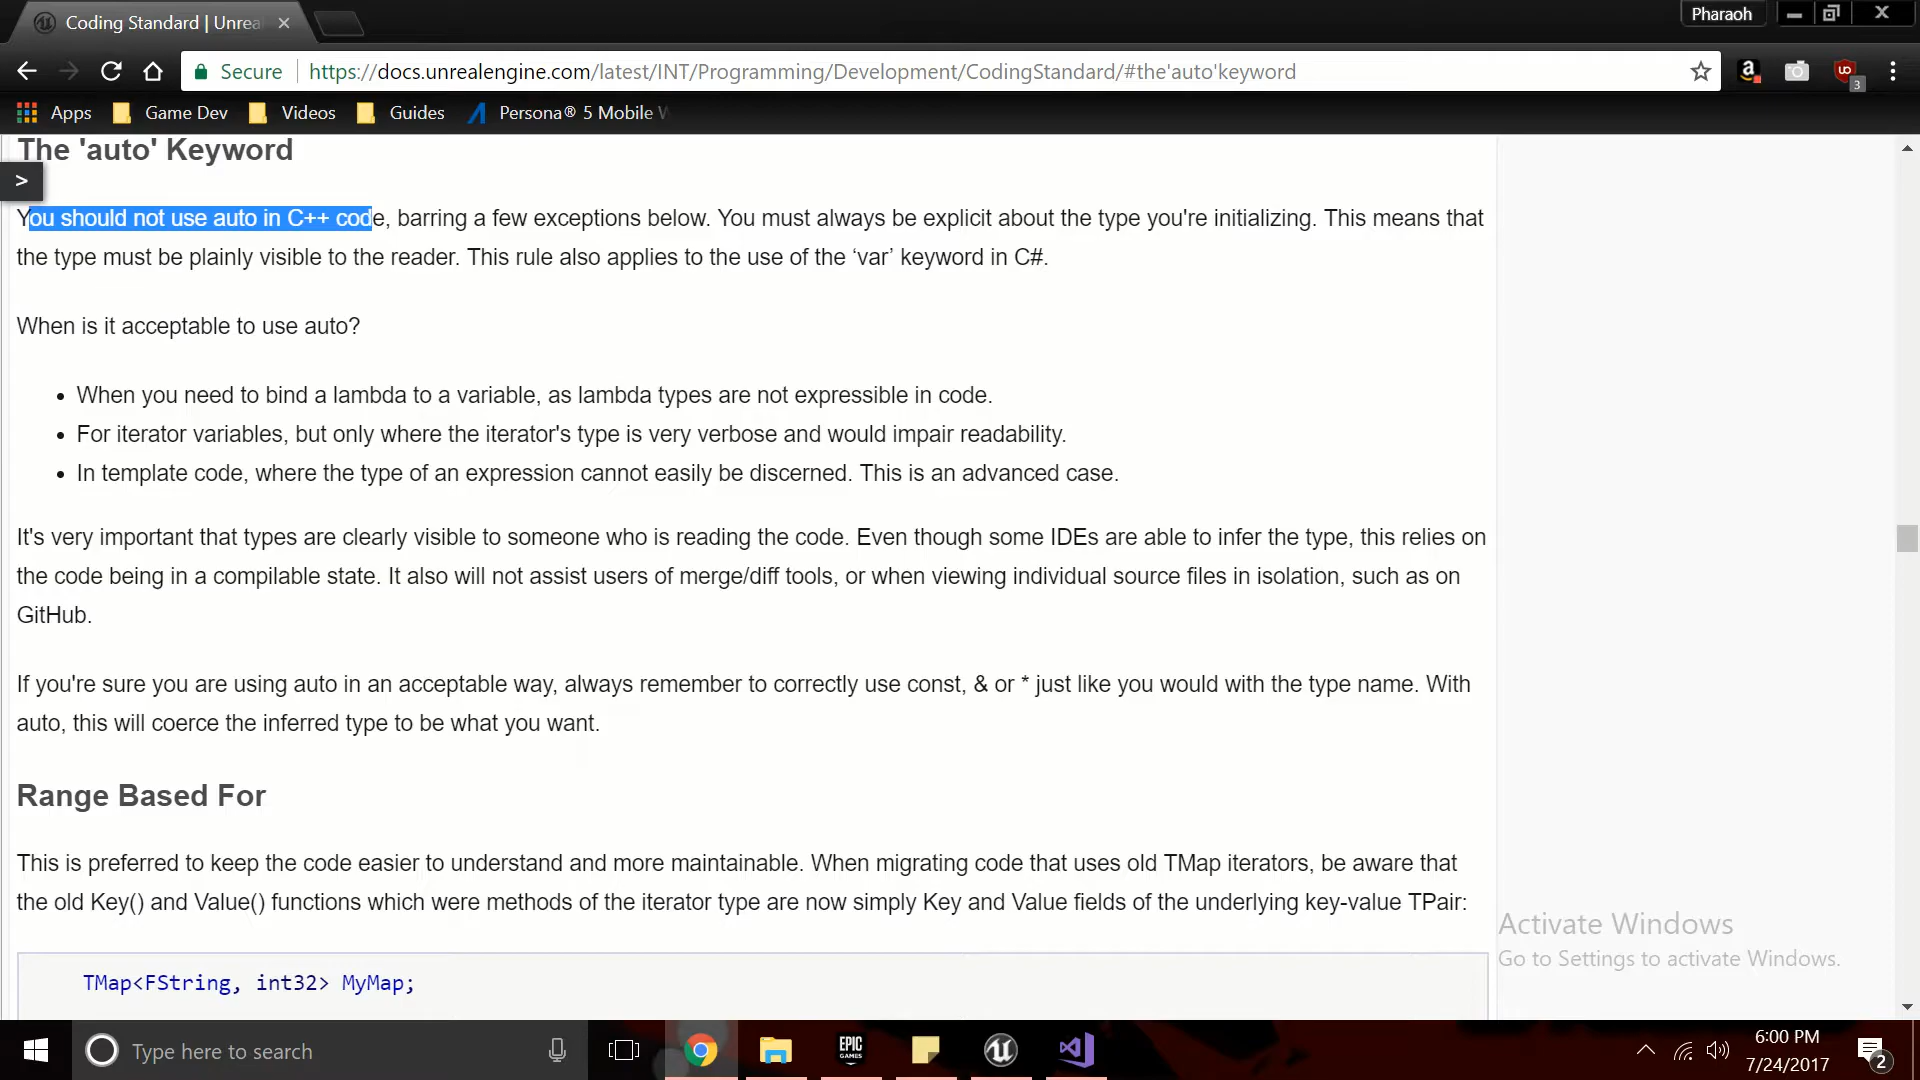 Coding Standard | Unrea
Pharaoh
Secure
https://docs.unrealengine.com/latest/INT/Programming/Development/CodingStandard/#the'auto'keyword
3
Apps
Game Dev
Videos
Guides
Persona® 5 Mobile W
The 'auto' Keyword
>
You should not use auto in C++ code, barring a few exceptions below. You must always be explicit about the type you're initializing. This means that
the type must be plainly visible to the reader. This rule also applies to the use of the ‘var’ keyword in C#.
When is it acceptable to use auto?
• When you need to bind a lambda to a variable, as lambda types are not expressible in code.
• For iterator variables, but only where the iterator's type is very verbose and would impair readability.
• In template code, where the type of an expression cannot easily be discerned. This is an advanced case.
It's very important that types are clearly visible to someone who is reading the code. Even though some IDEs are able to infer the type, this relies on
the code being in a compilable state. It also will not assist users of merge/diff tools, or when viewing individual source files in isolation, such as on
GitHub.
If you're sure you are using auto in an acceptable way, always remember to correctly use const, & or * just like you would with the type name. With
auto, this will coerce the inferred type to be what you want.
Range Based For
This is preferred to keep the code easier to understand and more maintainable. When migrating code that uses old TMap iterators, be aware that
the old Key() and Value() functions which were methods of the iterator type are now simply Key and Value fields of the underlying key-value TPair:
TMap<FString, int32> MyMap;
Activate Windows
Go to Settings to activate Windows.
Type here to search
EPIC
GAMES
6:00 PM
7/24/2017
2